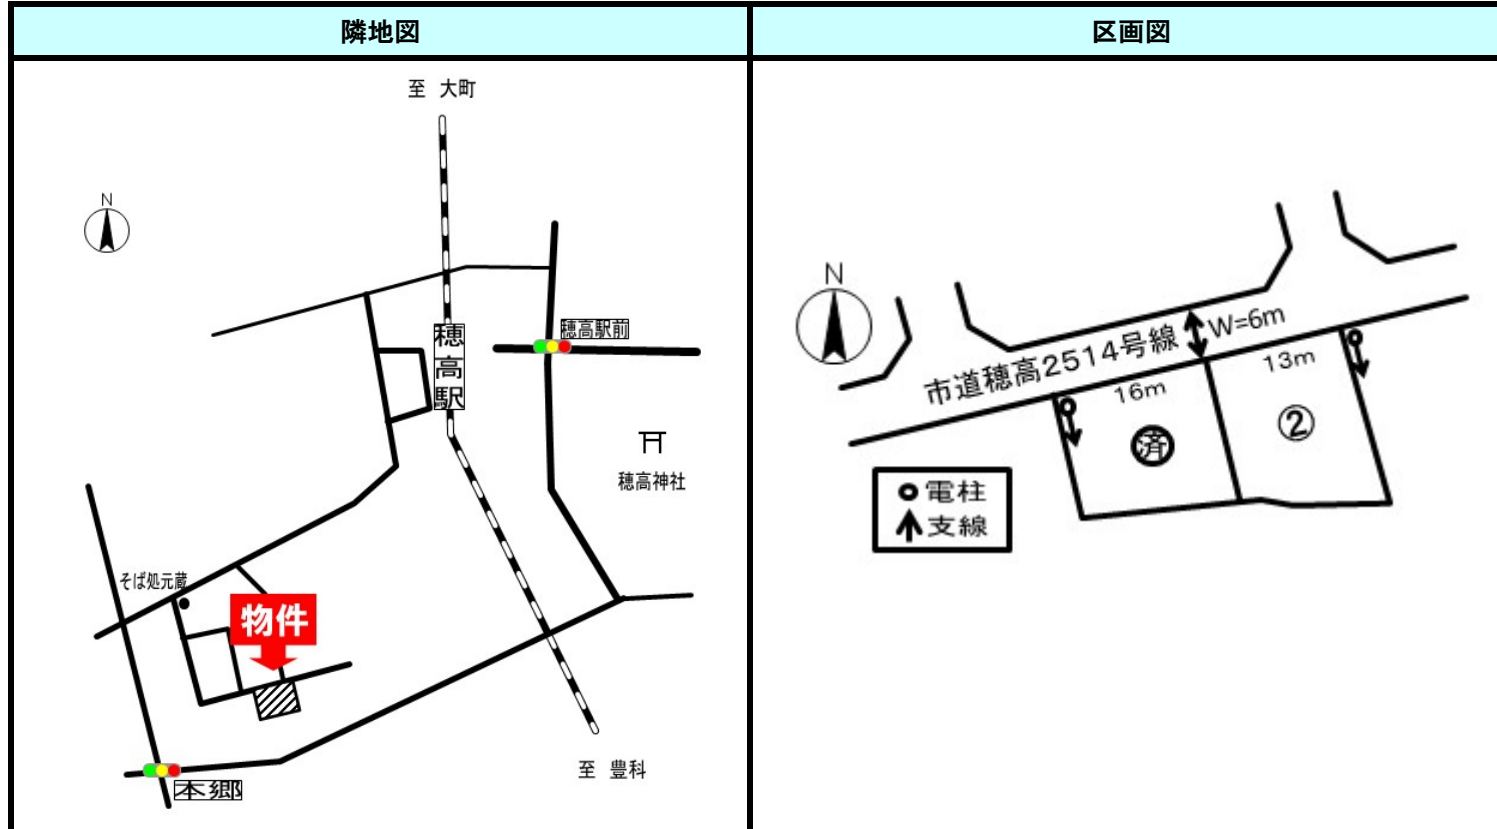 隣地図
区画図
至 大町
N
穂高駅前
穂高駅
穂高神社
そば処元蔵
物件
至 豊科
本郷
N
市道穂高2514号線
W=6m
16m
13m
済
②
電柱
支線